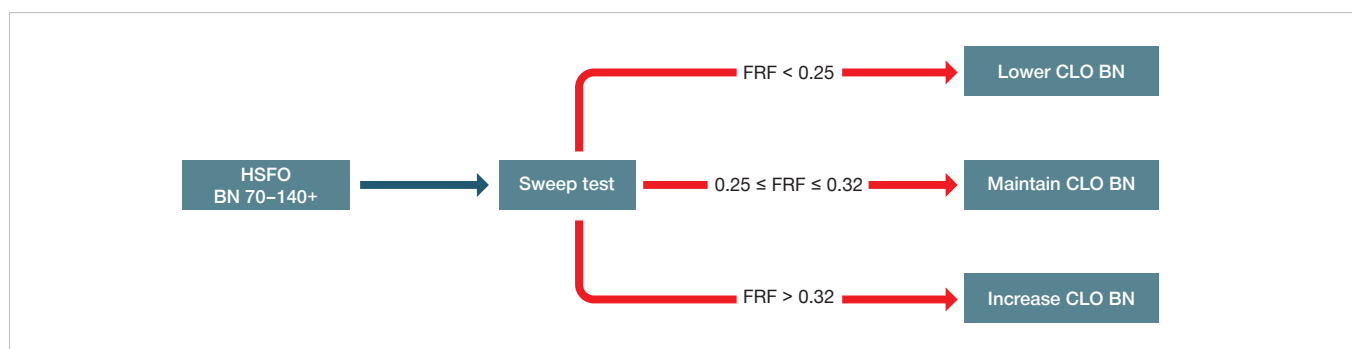 FRF < 0.25
Lower CLO BN
HSFO
BN 70–140+
Sweep test
0.25 ≤ FRF ≤ 0.32
Maintain CLO BN
FRF > 0.32
Increase CLO BN